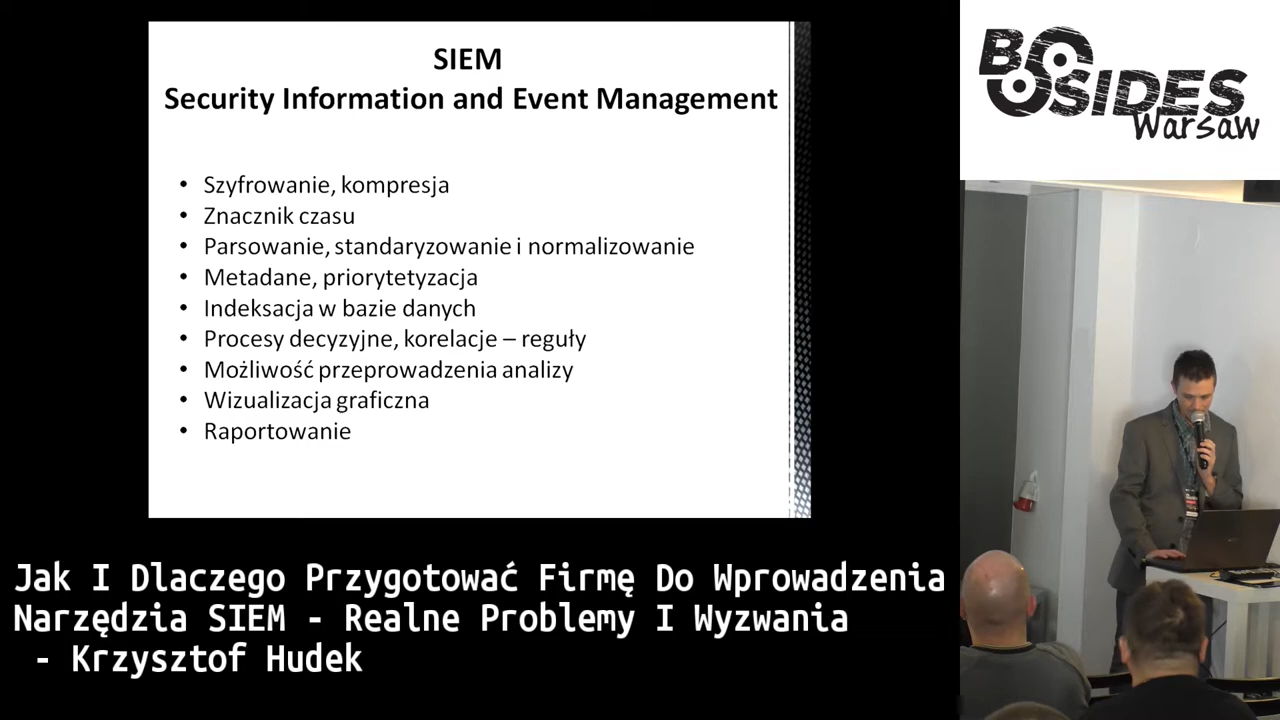 SIEM
Security Information and Event Management
• Szyfrowanie, kompresja
• Znacznik czasu
• Parsowanie, standaryzowanie i normalizowanie
• Metadane, priorytetyzacja
• Indeksacja w bazie danych
• Procesy decyzyjne, korelacje – reguły
• Możliwość przeprowadzenia analizy
• Wizualizacja graficzna
• Raportowanie
BSIDES
Warsaw
Jak I Dlaczego Przygotować Firmę Do Wprowadzenia
Narzędzia SIEM - Realne Problemy I Wyzwania
- Krzysztof Hudek